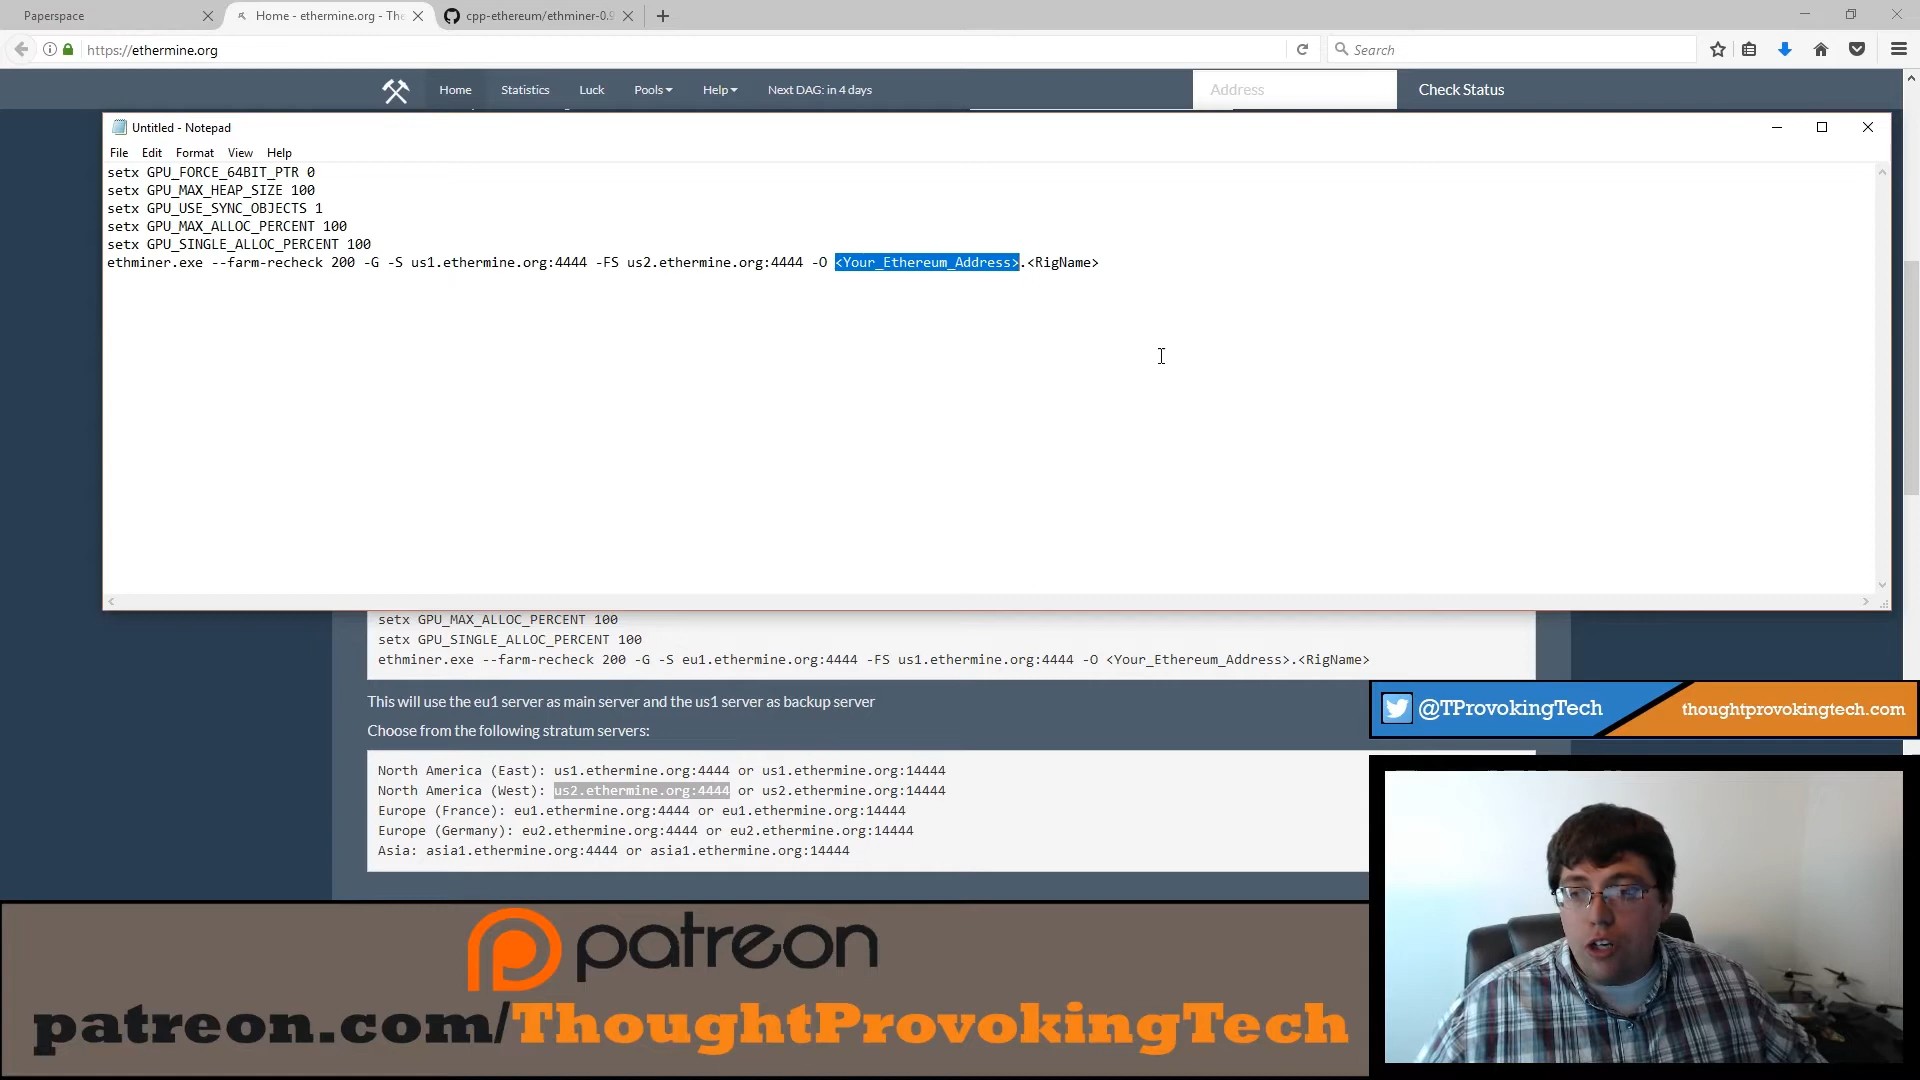 Paperspace
Home - ethermine.org - The
cpp-ethereum/ethminer-0.9
https://ethermine.org
Search
Home
Statistics
Luck
Pools
Help
Next DAG: in 4 days
Address
Check Status
Untitled - Notepad
File Edit Format View Help
setx GPU_FORCE_64BIT_PTR 0
setx GPU_MAX_HEAP_SIZE 100
setx GPU_USE_SYNC_OBJECTS 1
setx GPU_MAX_ALLOC_PERCENT 100
setx GPU_SINGLE_ALLOC_PERCENT 100
ethminer.exe --farm-recheck 200 -G -S us1.ethermine.org:4444 -FS us2.ethermine.org:4444 -O <Your_Ethereum_Address>.<RigName>
setx GPU_MAX_ALLOC_PERCENT 100
setx GPU_SINGLE_ALLOC_PERCENT 100
ethminer.exe --farm-recheck 200 -G -S eu1.ethermine.org:4444 -FS us1.ethermine.org:4444 -O <Your_Ethereum_Address>.<RigName>
This will use the eu1 server as main server and the us1 server as backup server
Choose from the following stratum servers:
North America (East): us1.ethermine.org:4444 or us1.ethermine.org:14444
North America (West): us2.ethermine.org:4444 or us2.ethermine.org:14444
Europe (France): eu1.ethermine.org:4444 or eu1.ethermine.org:14444
Europe (Germany): eu2.ethermine.org:4444 or eu2.ethermine.org:14444
Asia: asia1.ethermine.org:4444 or asia1.ethermine.org:14444
@TProvokingTech
thoughtprovokingtech.com
patreon
patreon.com/ThoughtProvokingTech